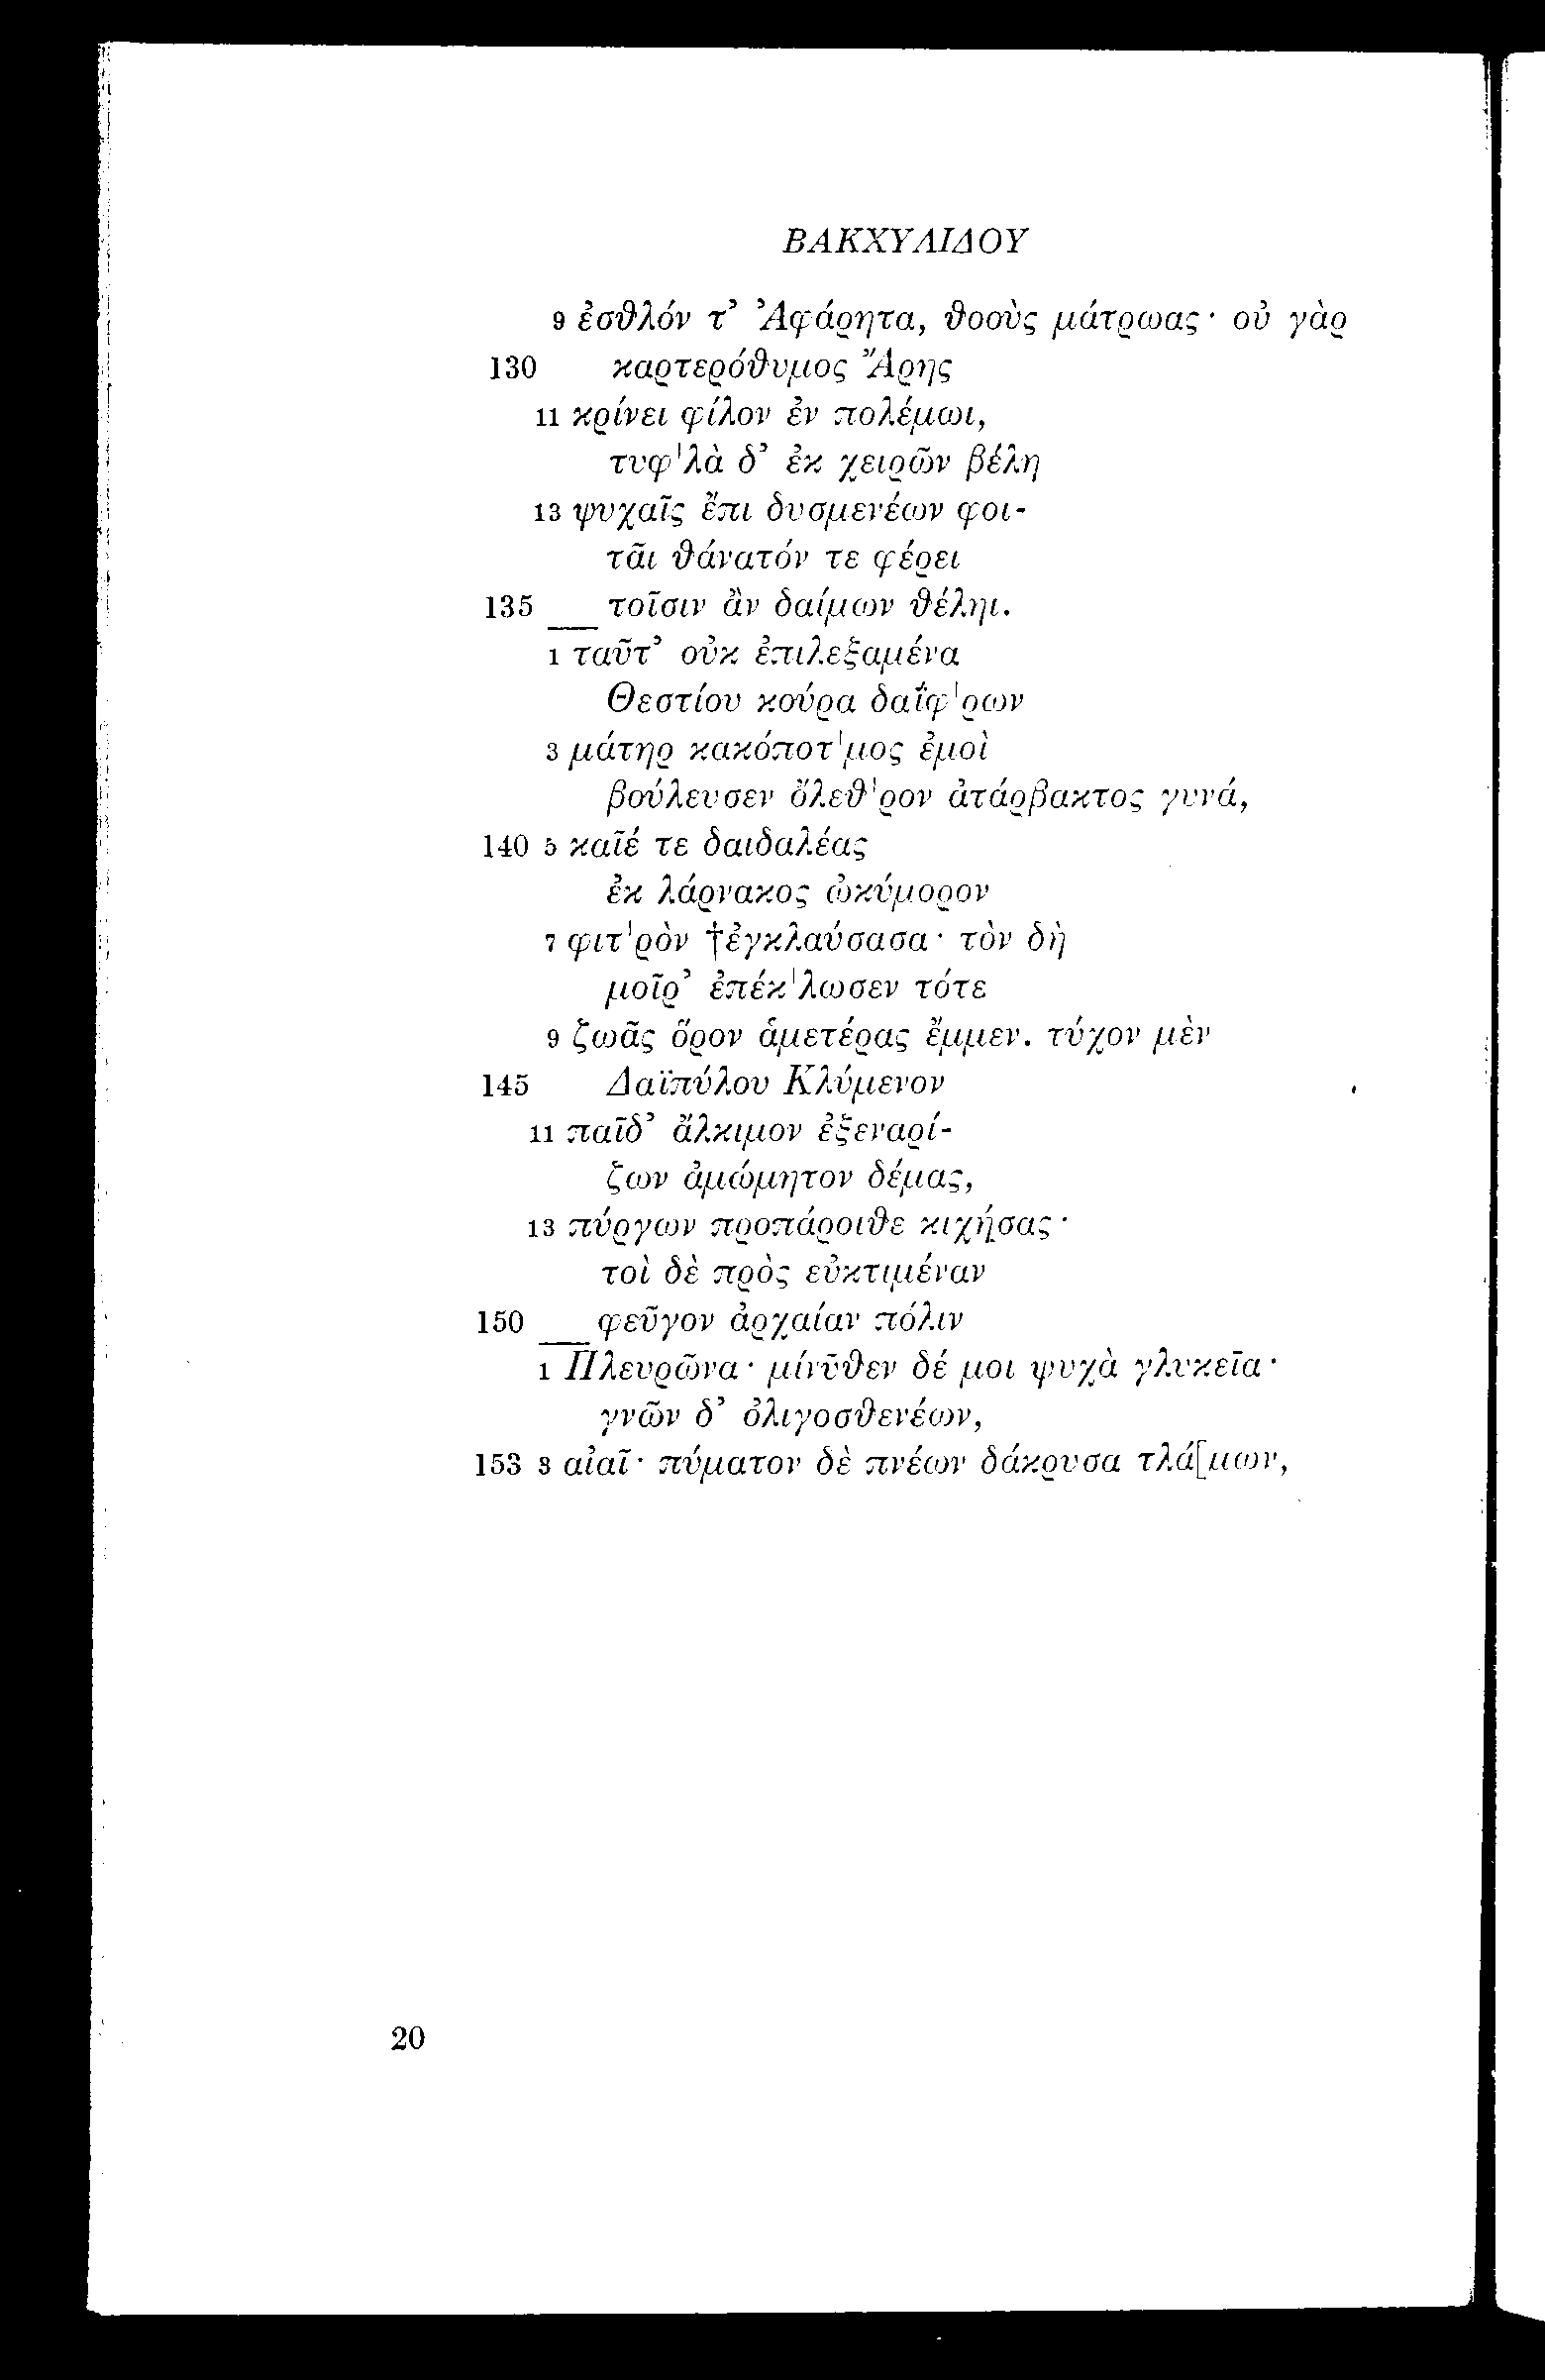 ΒΑΚΧΥΛΙΔΟΥ
9 ἐσθλόν τ’ Ἀφάρητα, θοοὺς μάτρωας· οὐ γὰρ
130 καρτερόθυμος Ἄρης
11 κρίνει φίλον ἐν πολέμωι,
τυφ'λὰ δ’ ἐκ χειρῶν βέλη
13 ψυχαῖς ἔπι δυσμενέων φοι-
τᾶι θάνατόν τε φέρει
135 τοῖσιν ἂν δαίμων θέληι.
1 ταῦτ’ οὐκ ἐπιλεξαμένα
Θεστίου κούρα δαΐφ'ρων
3 μάτηρ κακόποτ'μος ἐμοὶ
βούλευσεν ὄλεθ'ρον ἀτάρβακτος γυνά,
140 5 καῖέ τε δαιδαλέας
ἐκ λάρνακος ὠκύμορον
7 φιτ'ρὸν †ἐγκλαύσασα· τὸν δὴ
μοῖρ’ ἐπέκ'λωσεν τότε
9 ζωᾶς ὅρον ἁμετέρας ἔμμεν. τύχον μὲν
145 Δαϊπύλου Κλύμενον
11 παῖδ’ ἄλκιμον ἐξεναρί-
ζων ἀμώμητον δέμας,
13 πύργων προπάροιθε κιχήσας·
τοὶ δὲ πρὸς εὐκτιμέναν
150 φεῦγον ἀρχαίαν πόλιν
1 Πλευρῶνα· μίνῦθεν δέ μοι ψυχὰ γλυκεῖα·
γνῶν δ’ ὀλιγοσθενέων,
153 3 αἰαῖ· πύματον δὲ πνέων δάκρυσα τλά[μων,
20